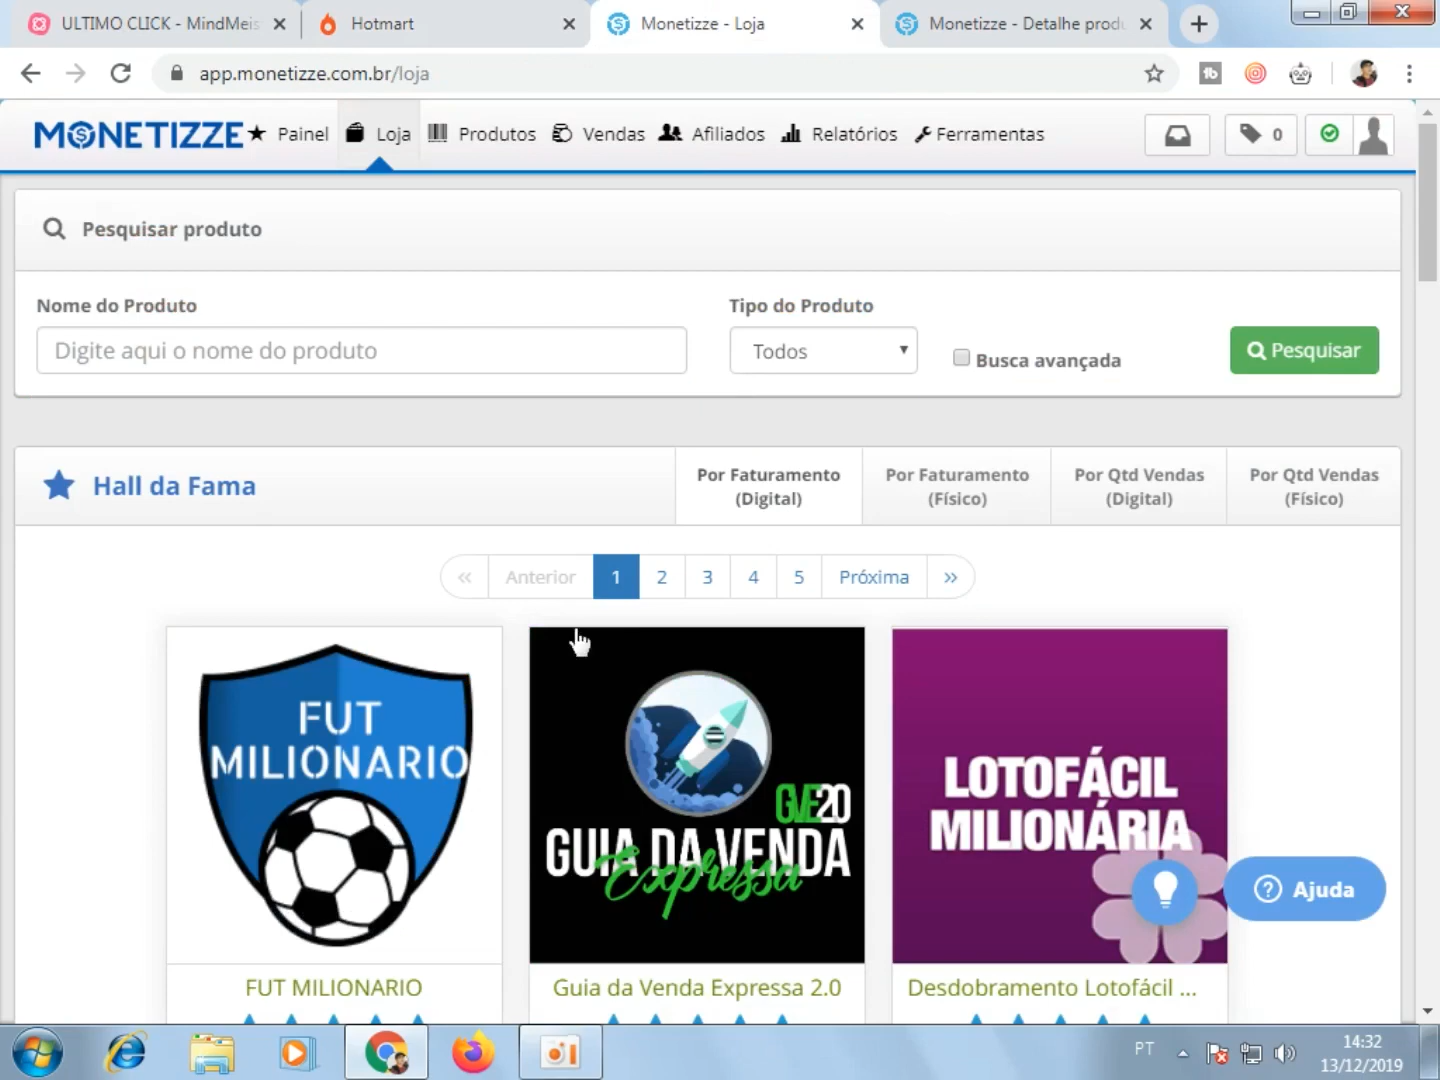 ULTIMO CLICK - MindMeis
Hotmart
Monetizze - Loja
Monetizze - Detalhe produ
app.monetizze.com.br/loja
MONETIZZE
Painel
Loja
Produtos
Vendas
Afiliados
Relatórios
Ferramentas
0
Pesquisar produto
Nome do Produto
Tipo do Produto
Digite aqui o nome do produto
Todos
Busca avançada
Pesquisar
Hall da Fama
Por Faturamento
(Digital)
Por Faturamento
(Físico)
Por Qtd Vendas
(Digital)
Por Qtd Vendas
(Físico)
« Anterior 1 2 3 4 5 Próxima »
FUT
MILIONARIO
GVE20
GUIA DA VENDA
Expressa
LOTOFÁCIL
MILIONÁRIA
Ajuda
FUT MILIONARIO
Guia da Venda Expressa 2.0
Desdobramento Lotofácil ...
PT
14:32
13/12/2019